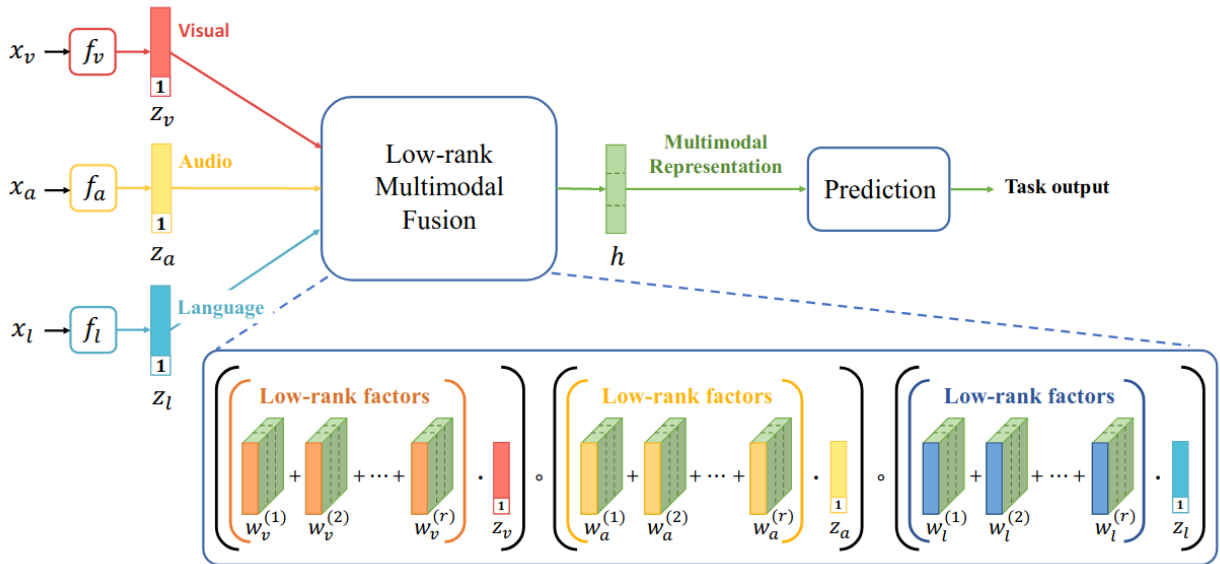 x_v f_v 1 z_v Visual
x_a f_a 1 z_a Audio
x_l f_l 1 z_l Language
Low-rank
Multimodal
Fusion
h
Multimodal
Representation
Prediction
Task output
Low-rank factors
+ + ⋯ + · 1 ∘
w_v^(1) w_v^(2) w_v^(r) z_v
Low-rank factors
+ + ⋯ + · 1 ∘
w_a^(1) w_a^(2) w_a^(r) z_a
Low-rank factors
+ + ⋯ + · 1
w_l^(1) w_l^(2) w_l^(r) z_l